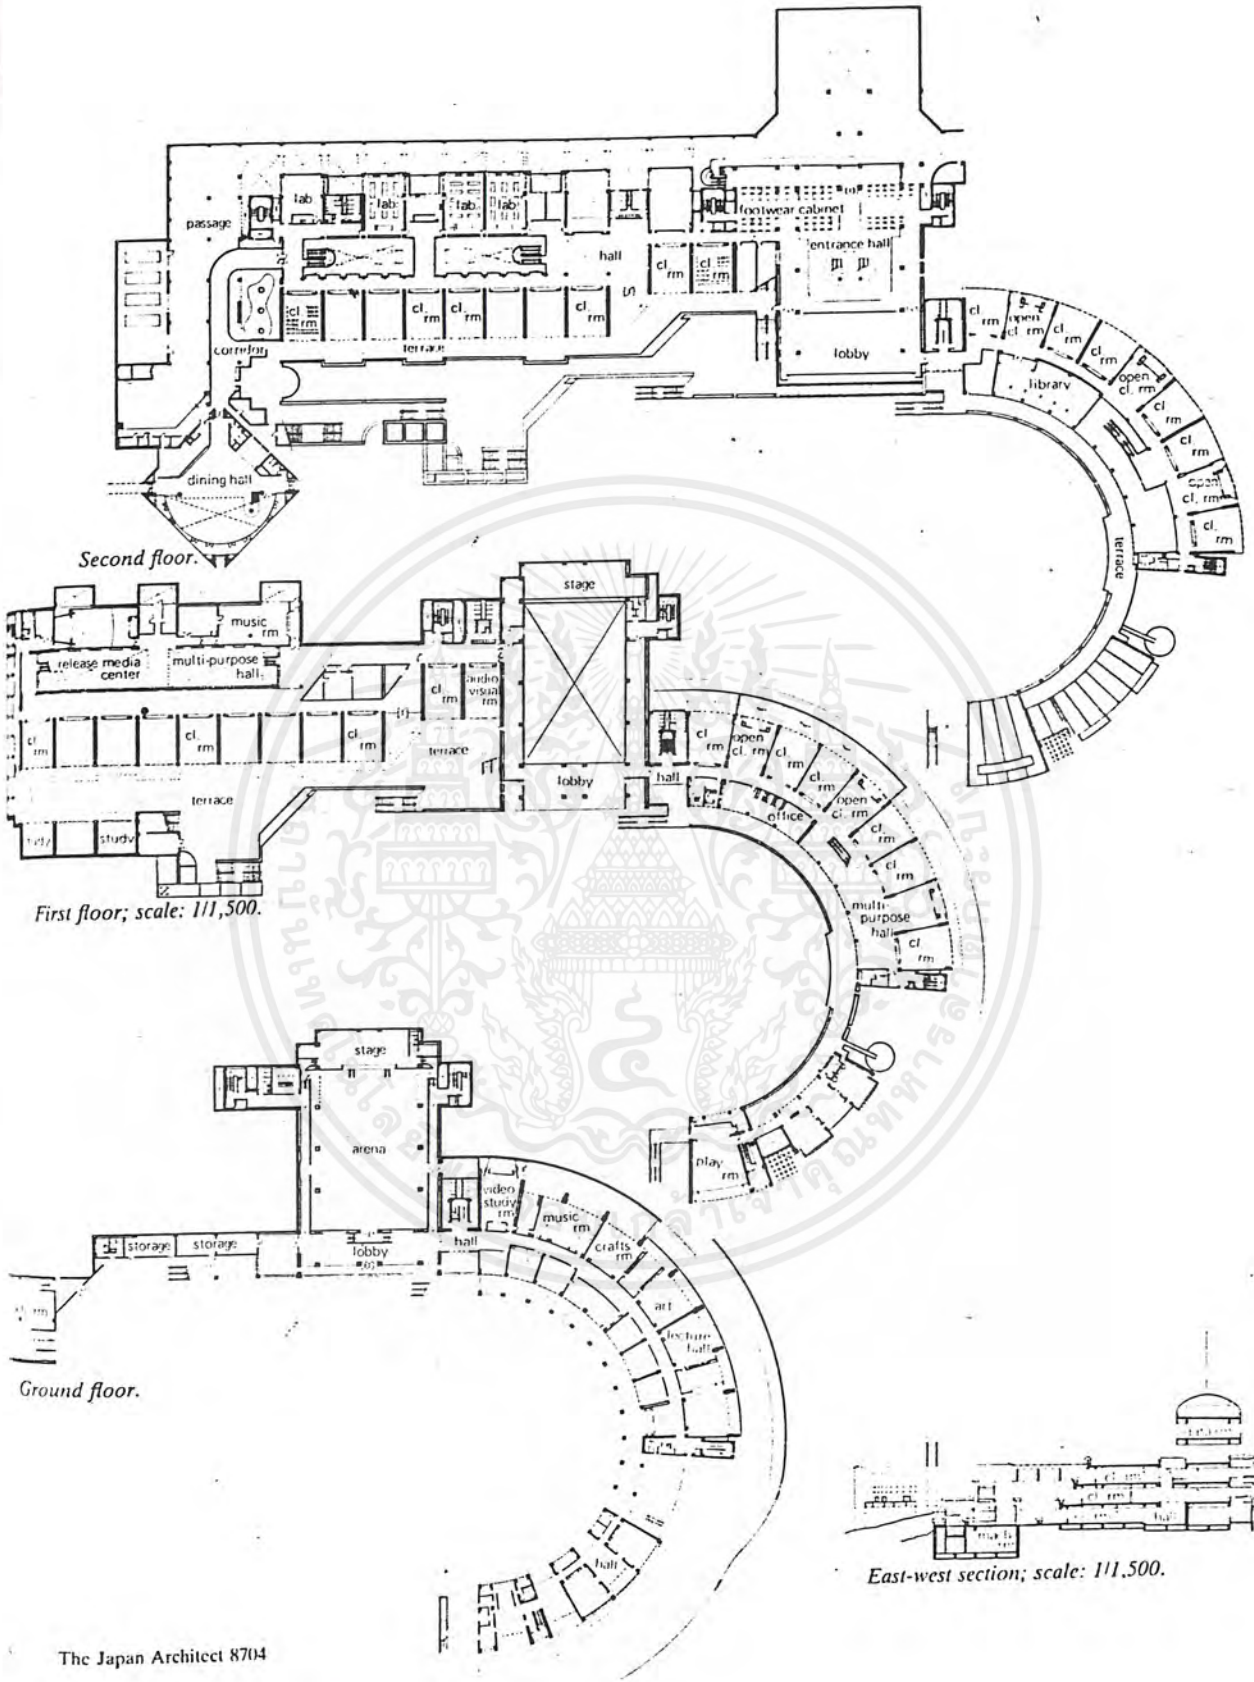 lab
lab
lab
lab
passage
footwear cabinet
hall
entrance hall
cl.
rm
cl.
rm
cl.
rm
cl.
rm
cl.
rm
cl.
rm
corridor
terrace
lobby
cl.
rm
open
cl. rm
cl.
rm
cl.
rm
open
cl. rm
library
cl.
rm
cl.
rm
open
cl. rm
cl.
rm
terrace
dining hall
Second floor.
stage
music
rm
release media
center
multi-purpose
hall
cl.
rm
audio
visual
rm
cl.
rm
cl.
rm
cl.
rm
terrace
lobby
hall
cl.
rm
open
cl. rm
cl.
rm
cl.
rm
open
cl. rm
office
cl.
rm
cl.
rm
multi-
purpose
hall
cl.
rm
terrace
study
First floor; scale: 1/1,500.
play
rm
stage
arena
video
study
rm
music
rm
crafts
rm
storage
storage
lobby
hall
art
lecture
hall
Ground floor.
hall
cl. rm
cl. rm
hall
East-west section; scale: 1/1,500.
The Japan Architect 8704